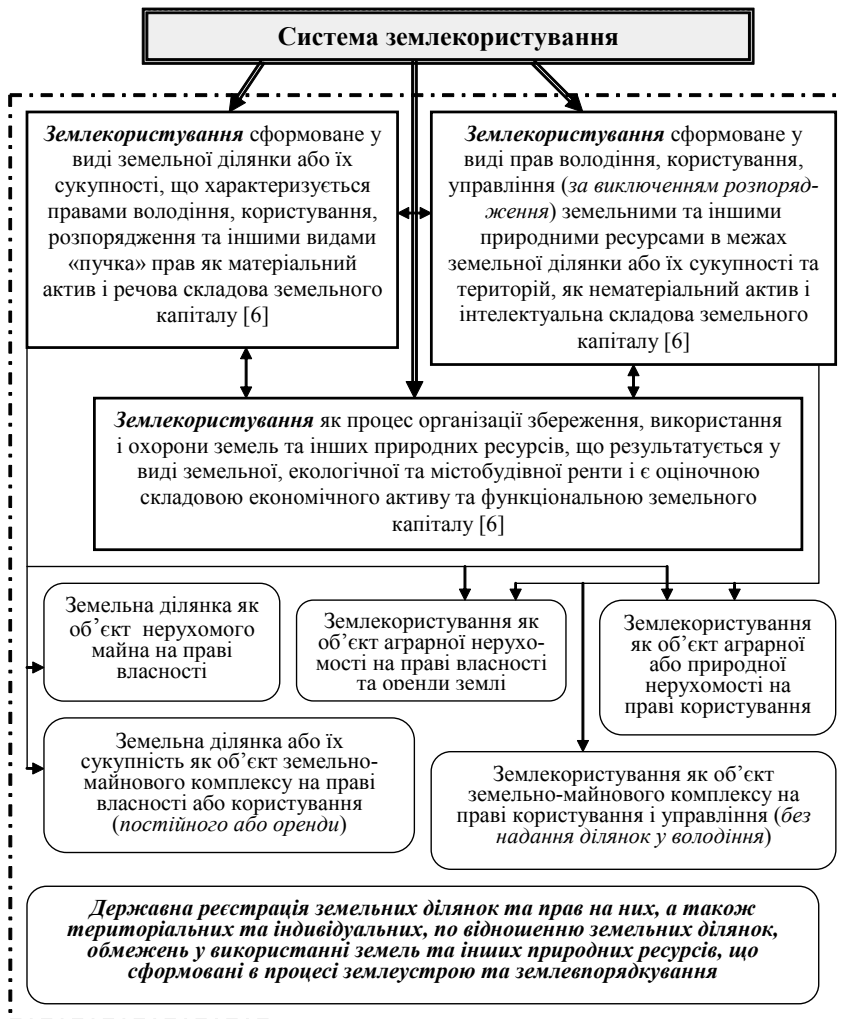 Система землекористування
Землекористування сформоване у
виді земельної ділянки або їх
сукупності, що характеризується
правами володіння, користування,
розпорядження та іншими видами
«пучка» прав як матеріальний
актив і речова складова земельного
капіталу [6]
Землекористування сформоване у
виді прав володіння, користування,
управління (за виключенням розпоряд-
ження) земельними та іншими
природними ресурсами в межах
земельної ділянки або їх сукупності та
територій, як нематеріальний актив і
інтелектуальна складова земельного
капіталу [6]
Землекористування як процес організації збереження, використання
і охорони земель та інших природних ресурсів, що результатується у
виді земельної, екологічної та містобудівної ренти і є оціночною
складовою економічного активу та функціональною земельного
капіталу [6]
Земельна ділянка як
об’єкт нерухомого
майна на праві
власності
Землекористування як
об’єкт аграрної нерухо-
мості на праві власності
та оренди землі
Землекористування
як об’єкт аграрної
або природної
нерухомості на
праві користування
Земельна ділянка або їх
сукупність як об’єкт земельно-
майнового комплексу на праві
власності або користування
(постійного або оренди)
Землекористування як об’єкт
земельно-майнового комплексу на
праві користування і управління (без
надання ділянок у володіння)
Державна реєстрація земельних ділянок та прав на них, а також
територіальних та індивідуальних, по відношенню земельних ділянок,
обмежень у використанні земель та інших природних ресурсів, що
сформовані в процесі землеустрою та землевпорядкування